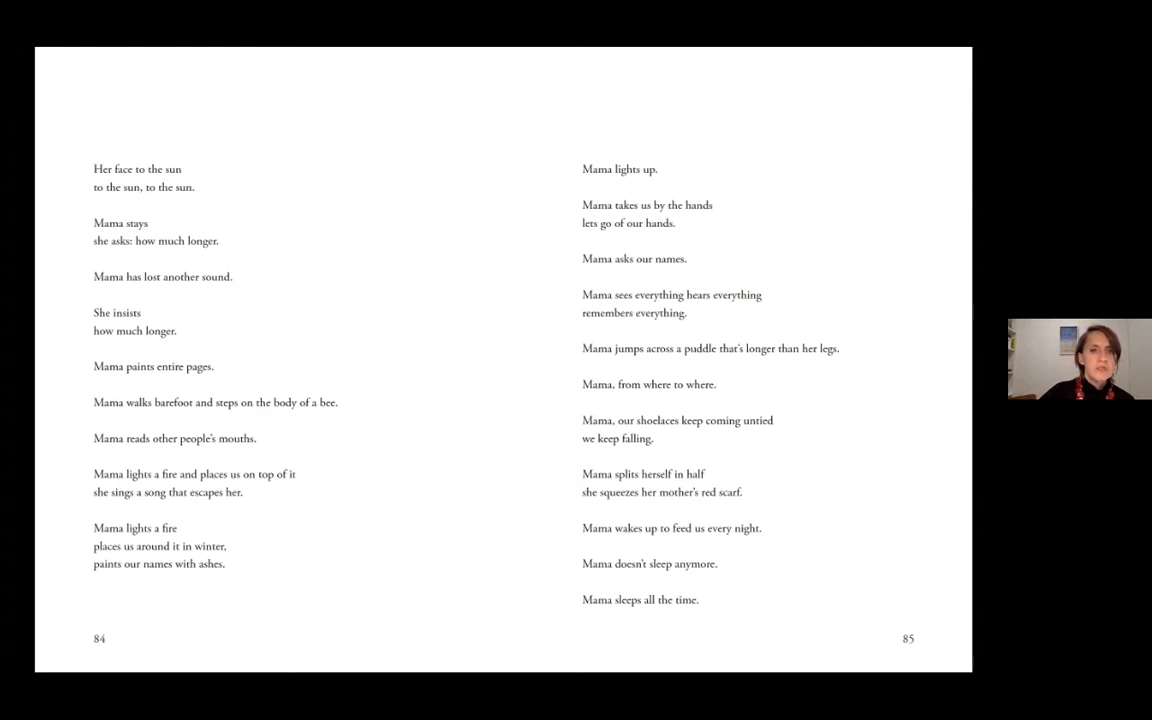 Her face to the sun
to the sun, to the sun.
Mama stays
she asks: how much longer.
Mama has lost another sound.
She insists
how much longer.
Mama paints entire pages.
Mama walks barefoot and steps on the body of a bee.
Mama reads other people's mouths.
Mama lights a fire and places us on top of it
she sings a song that escapes her.
Mama lights a fire
places us around it in winter,
paints our names with ashes.
84
Mama lights up.
Mama takes us by the hands
lets go of our hands.
Mama asks our names.
Mama sees everything hears everything
remembers everything.
Mama jumps across a puddle that's longer than her legs.
Mama, from where to where.
Mama, our shoelaces keep coming untied
we keep falling.
Mama splits herself in half
she squeezes her mother's red scarf.
Mama wakes up to feed us every night.
Mama doesn't sleep anymore.
Mama sleeps all the time.
85